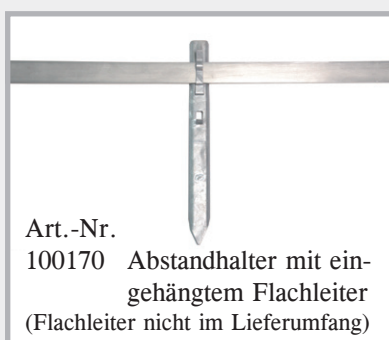 Art.-Nr.
100170 Abstandhalter mit ein-
gehängtem Flachleiter
(Flachleiter nicht im Lieferumfang)